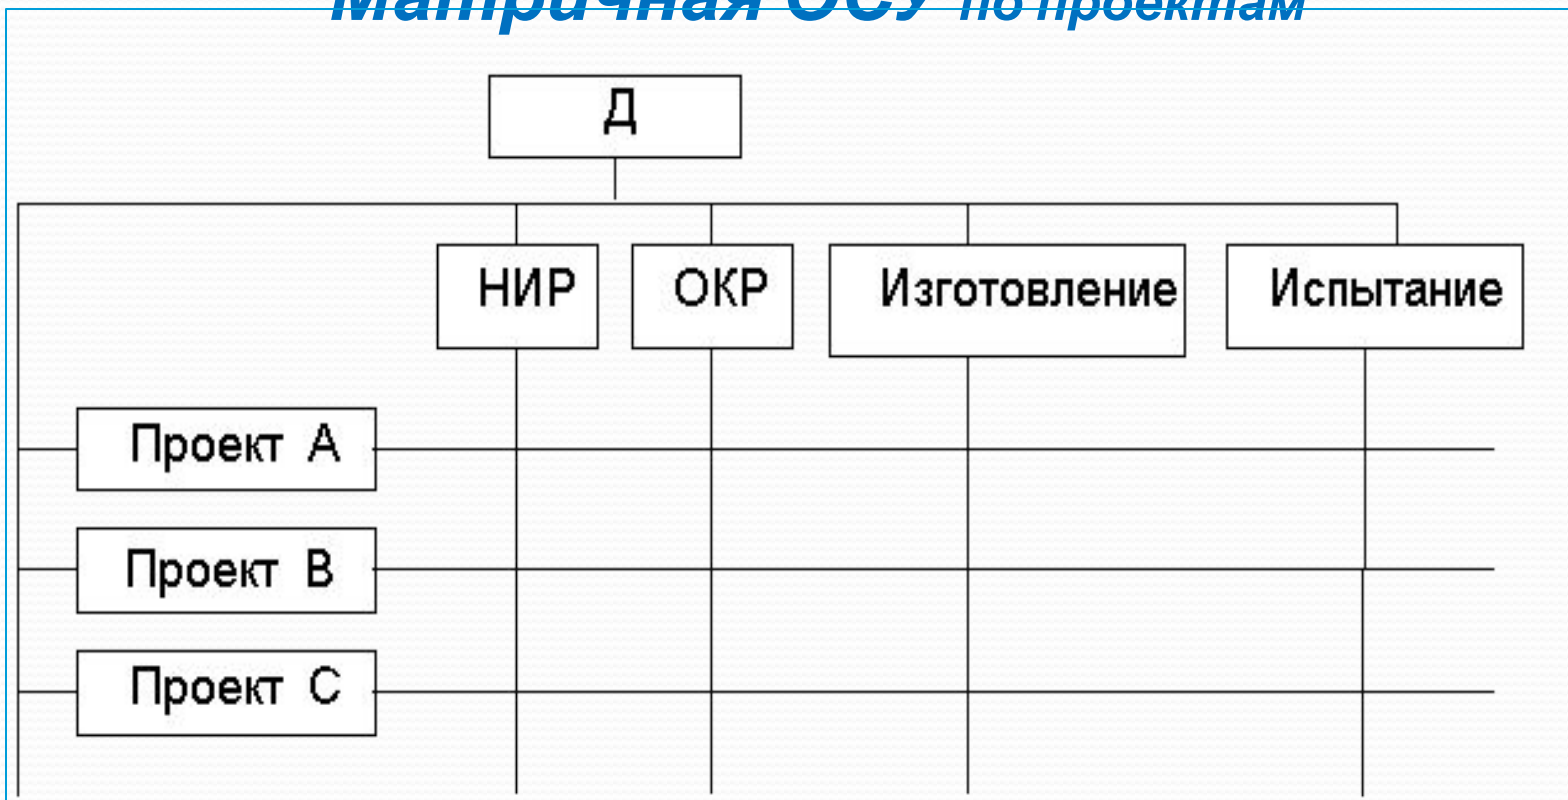 Матричная ОСУ по проектам
Д
НИР ОКР Изготовление Испытание
Проект А
Проект В
Проект С